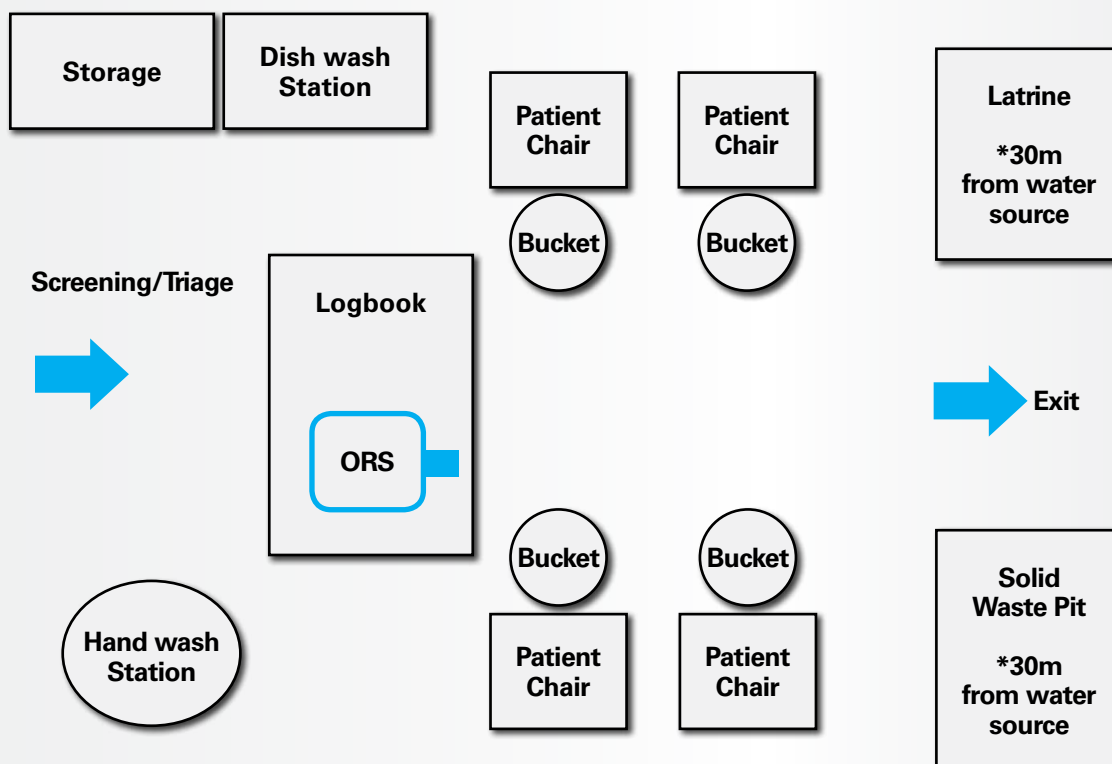 Storage
Dish wash
Station
Patient
Chair
Patient
Chair
Latrine
*30m
from water
source
Bucket
Bucket
Screening/Triage
Logbook
ORS
Exit
Bucket
Bucket
Hand wash
Station
Patient
Chair
Patient
Chair
Solid
Waste Pit
*30m
from water
source